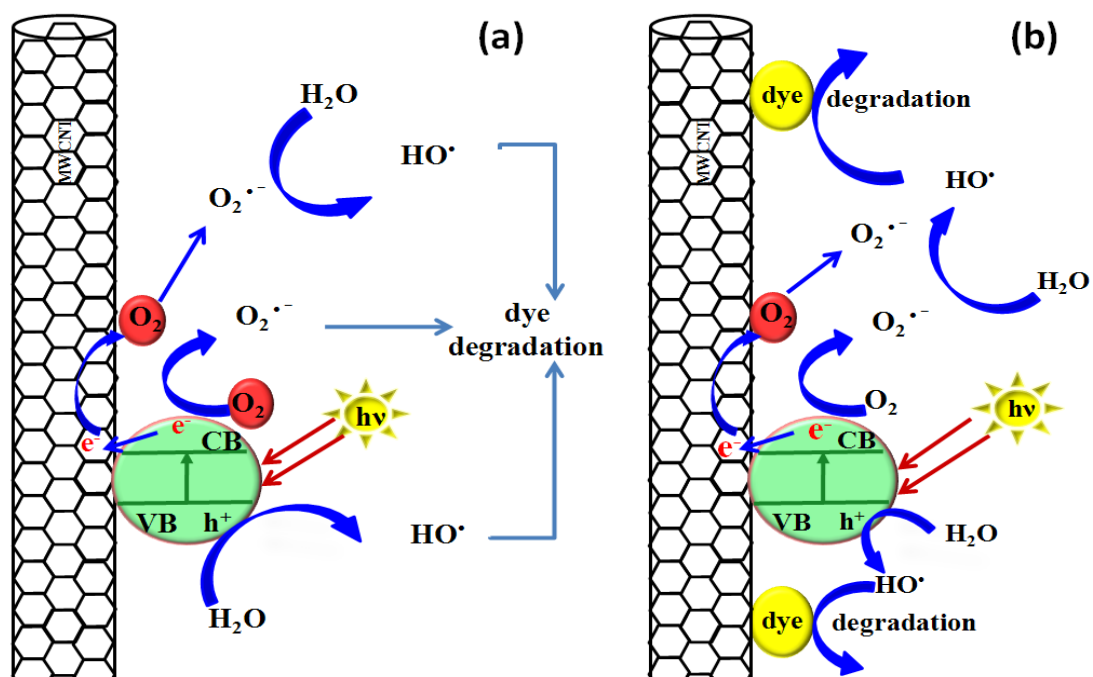 (a)
H₂O
HO•
MWCNT
O₂•⁻
O₂
O₂•⁻
dye
degradation
O₂
hν
e⁻
e⁻
CB
VB
h⁺
HO•
H₂O
(b)
dye
degradation
MWCNT
HO•
O₂•⁻
H₂O
O₂
O₂•⁻
O₂
hν
e⁻
e⁻
CB
VB
h⁺
H₂O
HO•
dye
degradation